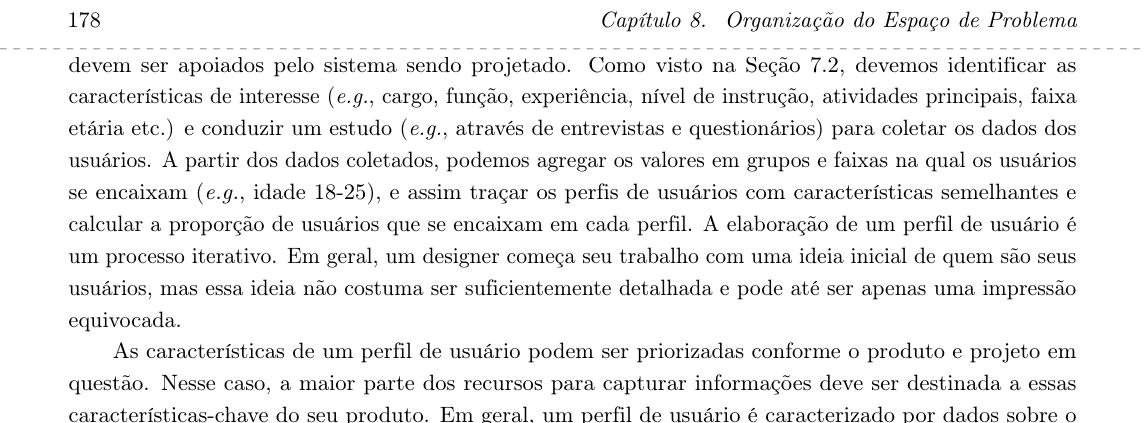 178 Capítulo 8. Organização do Espaço de Problema
devem ser apoiados pelo sistema sendo projetado. Como visto na Seção 7.2, devemos identificar as
características de interesse (e.g., cargo, função, experiência, nível de instrução, atividades principais, faixa
etária etc.) e conduzir um estudo (e.g., através de entrevistas e questionários) para coletar os dados dos
usuários. A partir dos dados coletados, podemos agregar os valores em grupos e faixas na qual os usuários
se encaixam (e.g., idade 18-25), e assim traçar os perfis de usuários com características semelhantes e
calcular a proporção de usuários que se encaixam em cada perfil. A elaboração de um perfil de usuário é
um processo iterativo. Em geral, um designer começa seu trabalho com uma ideia inicial de quem são seus
usuários, mas essa ideia não costuma ser suficientemente detalhada e pode até ser apenas uma impressão
equivocada.
As características de um perfil de usuário podem ser priorizadas conforme o produto e projeto em
questão. Nesse caso, a maior parte dos recursos para capturar informações deve ser destinada a essas
características-chave do seu produto. Em geral, um perfil de usuário é caracterizado por dados sobre o